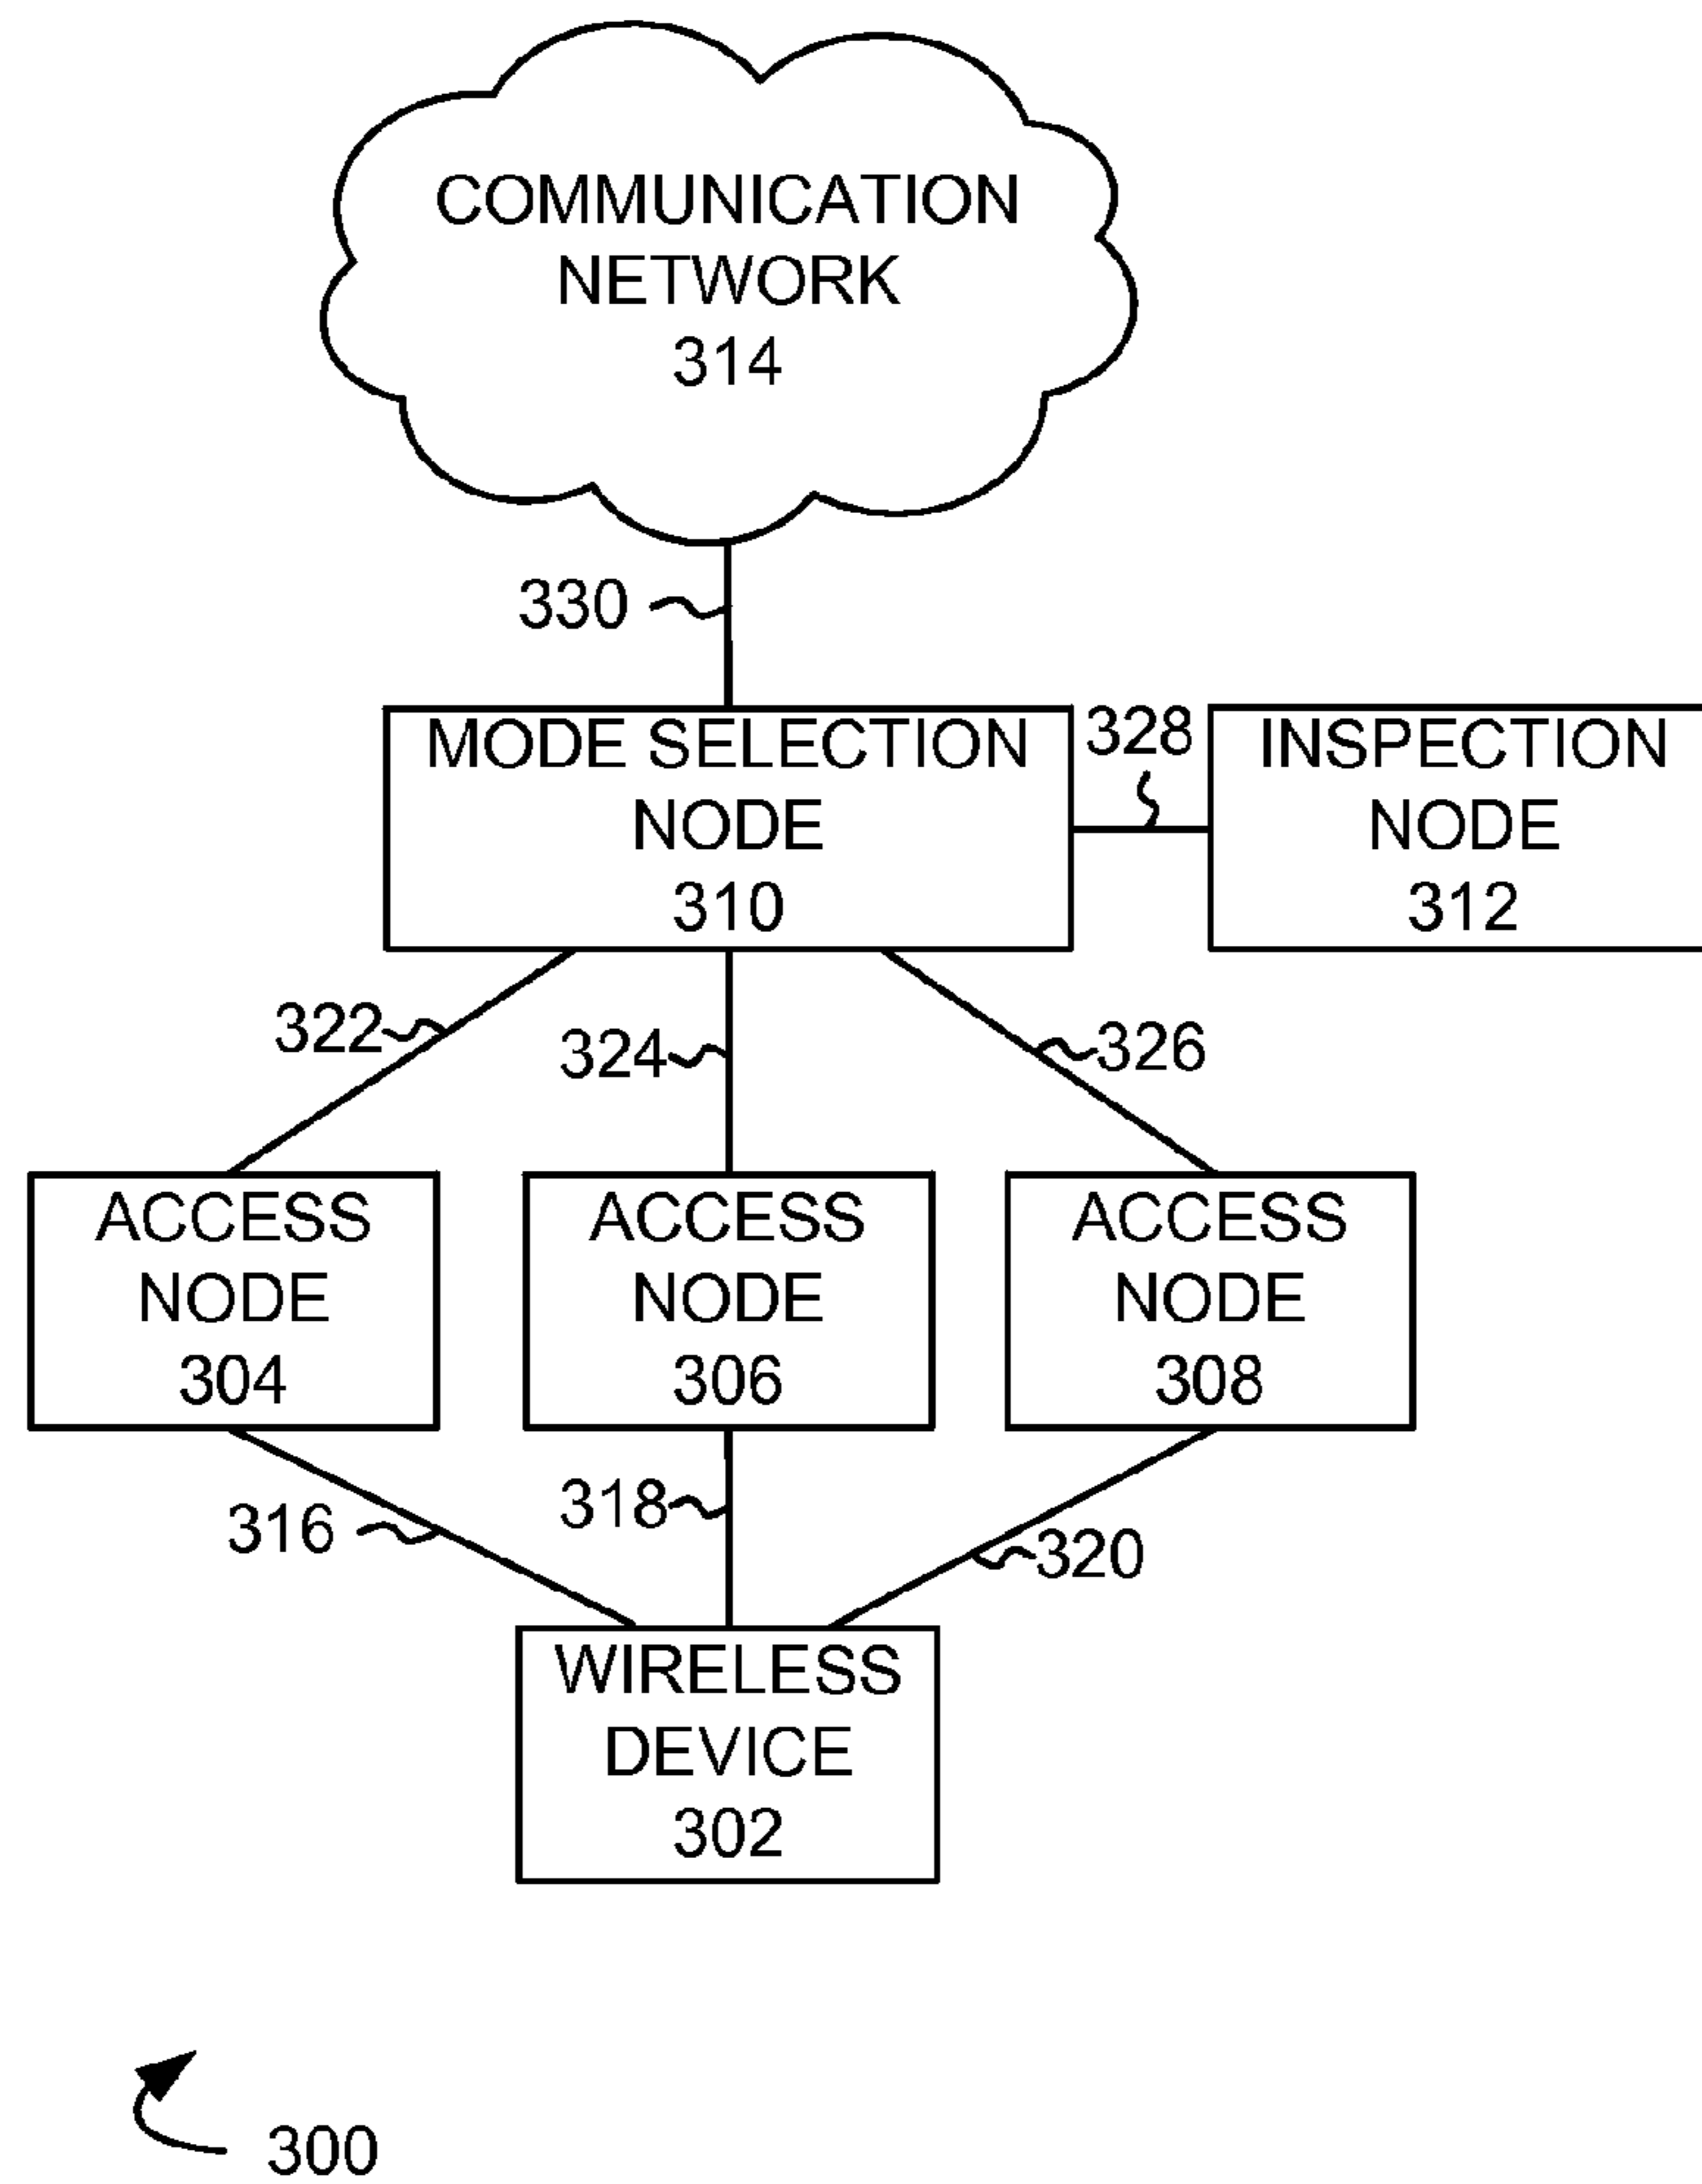 COMMUNICATION
NETWORK
314
330
MODE SELECTION
NODE
310
328
INSPECTION
NODE
312
322
324
326
ACCESS
NODE
304
ACCESS
NODE
306
ACCESS
NODE
308
316
318
320
WIRELESS
DEVICE
302
300